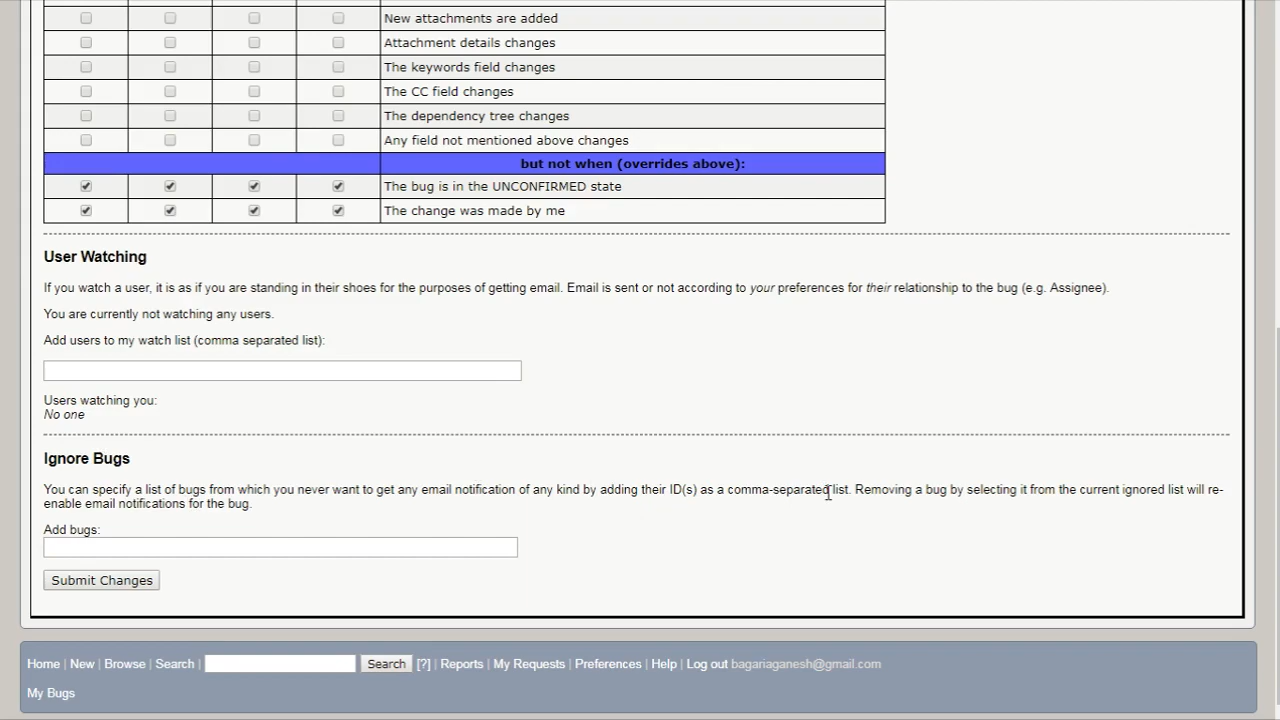 New attachments are added
Attachment details changes
The keywords field changes
The CC field changes
The dependency tree changes
Any field not mentioned above changes
but not when (overrides above):
The bug is in the UNCONFIRMED state
The change was made by me
User Watching
If you watch a user, it is as if you are standing in their shoes for the purposes of getting email. Email is sent or not according to your preferences for their relationship to the bug (e.g. Assignee).
You are currently not watching any users.
Add users to my watch list (comma separated list):
Users watching you:
No one
Ignore Bugs
You can specify a list of bugs from which you never want to get any email notification of any kind by adding their ID(s) as a comma-separated list. Removing a bug by selecting it from the current ignored list will re-
enable email notifications for the bug.
Add bugs:
Submit Changes
Home | New | Browse | Search | Search [?] | Reports | My Requests | Preferences | Help | Log out bagariaganesh@gmail.com
My Bugs